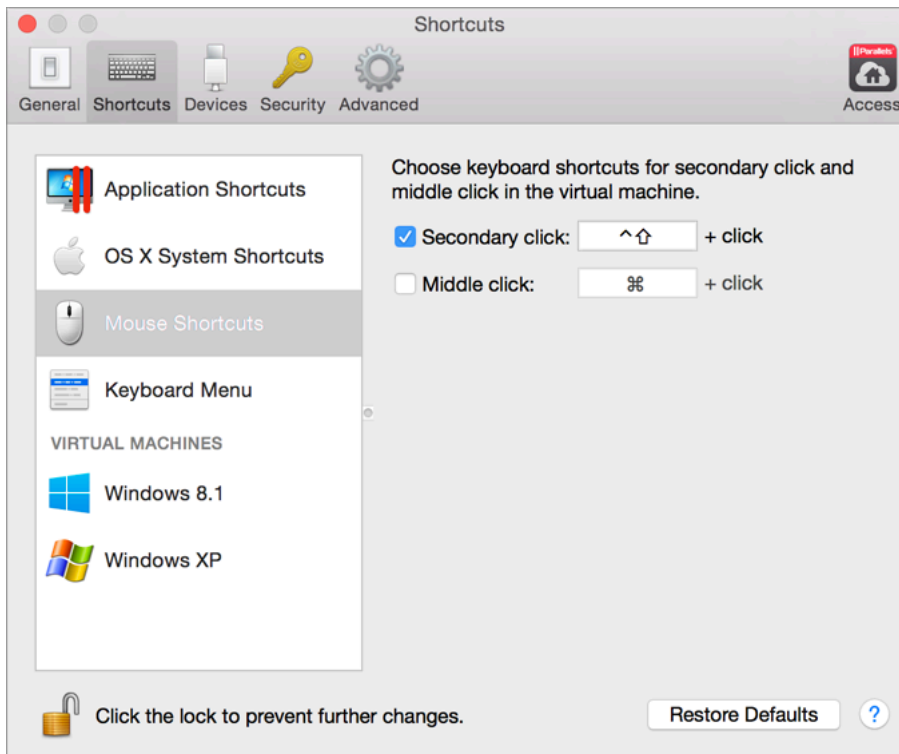 Shortcuts
General Shortcuts Devices Security Advanced
|| Parallels
Access
Application Shortcuts
OS X System Shortcuts
Mouse Shortcuts
Keyboard Menu
VIRTUAL MACHINES
Windows 8.1
Windows XP
Choose keyboard shortcuts for secondary click and
middle click in the virtual machine.
Secondary click: ^⇧ + click
Middle click: ⌘ + click
Click the lock to prevent further changes.
Restore Defaults ?